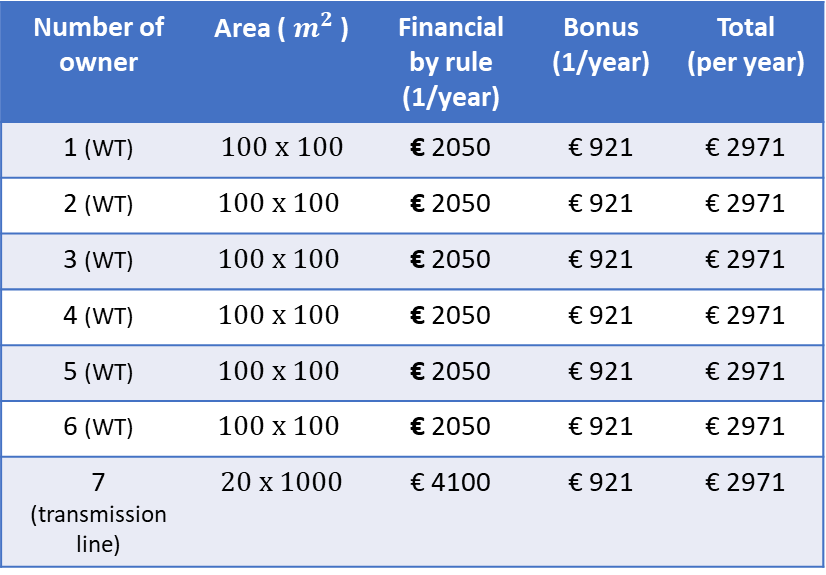 Number of owner Area ( m² ) Financial by rule (1/year) Bonus (1/year) Total (per year)
1 (WT) 100 x 100 € 2050 € 921 € 2971
2 (WT) 100 x 100 € 2050 € 921 € 2971
3 (WT) 100 x 100 € 2050 € 921 € 2971
4 (WT) 100 x 100 € 2050 € 921 € 2971
5 (WT) 100 x 100 € 2050 € 921 € 2971
6 (WT) 100 x 100 € 2050 € 921 € 2971
7 (transmission line) 20 x 1000 € 4100 € 921 € 2971